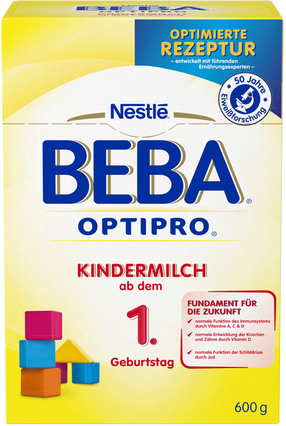 OPTIMIERTE
REZEPTUR
– entwickelt mit führenden
Ernährungsexperten –
50 Jahre
Eiweißforschung
Nestlé
BEBA
OPTIPRO®
KINDERMILCH
ab dem
1.
Geburtstag
FUNDAMENT FÜR
DIE ZUKUNFT
normale Funktion des Immunsystems
durch Vitamine A, C & D
normale Entwicklung der Knochen
und Zähne durch Vitamin D
normale Funktion der Schilddrüse
durch Jod
600 g